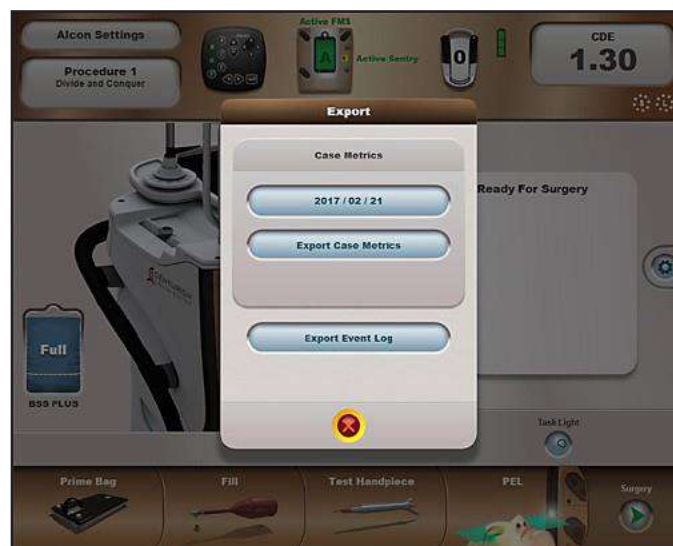 Alcon Settings
Procedure 1
Divide and Conquer
Active FMS
A
Active Sentry
0
CDE
1.30
Export
Case Metrics
2017 / 02 / 21
Export Case Metrics
Export Event Log
Ready For Surgery
CENTURION
Full
BSS PLUS
Task Light
Prime Bag
Fill
Test Handpiece
PEL
Surgery